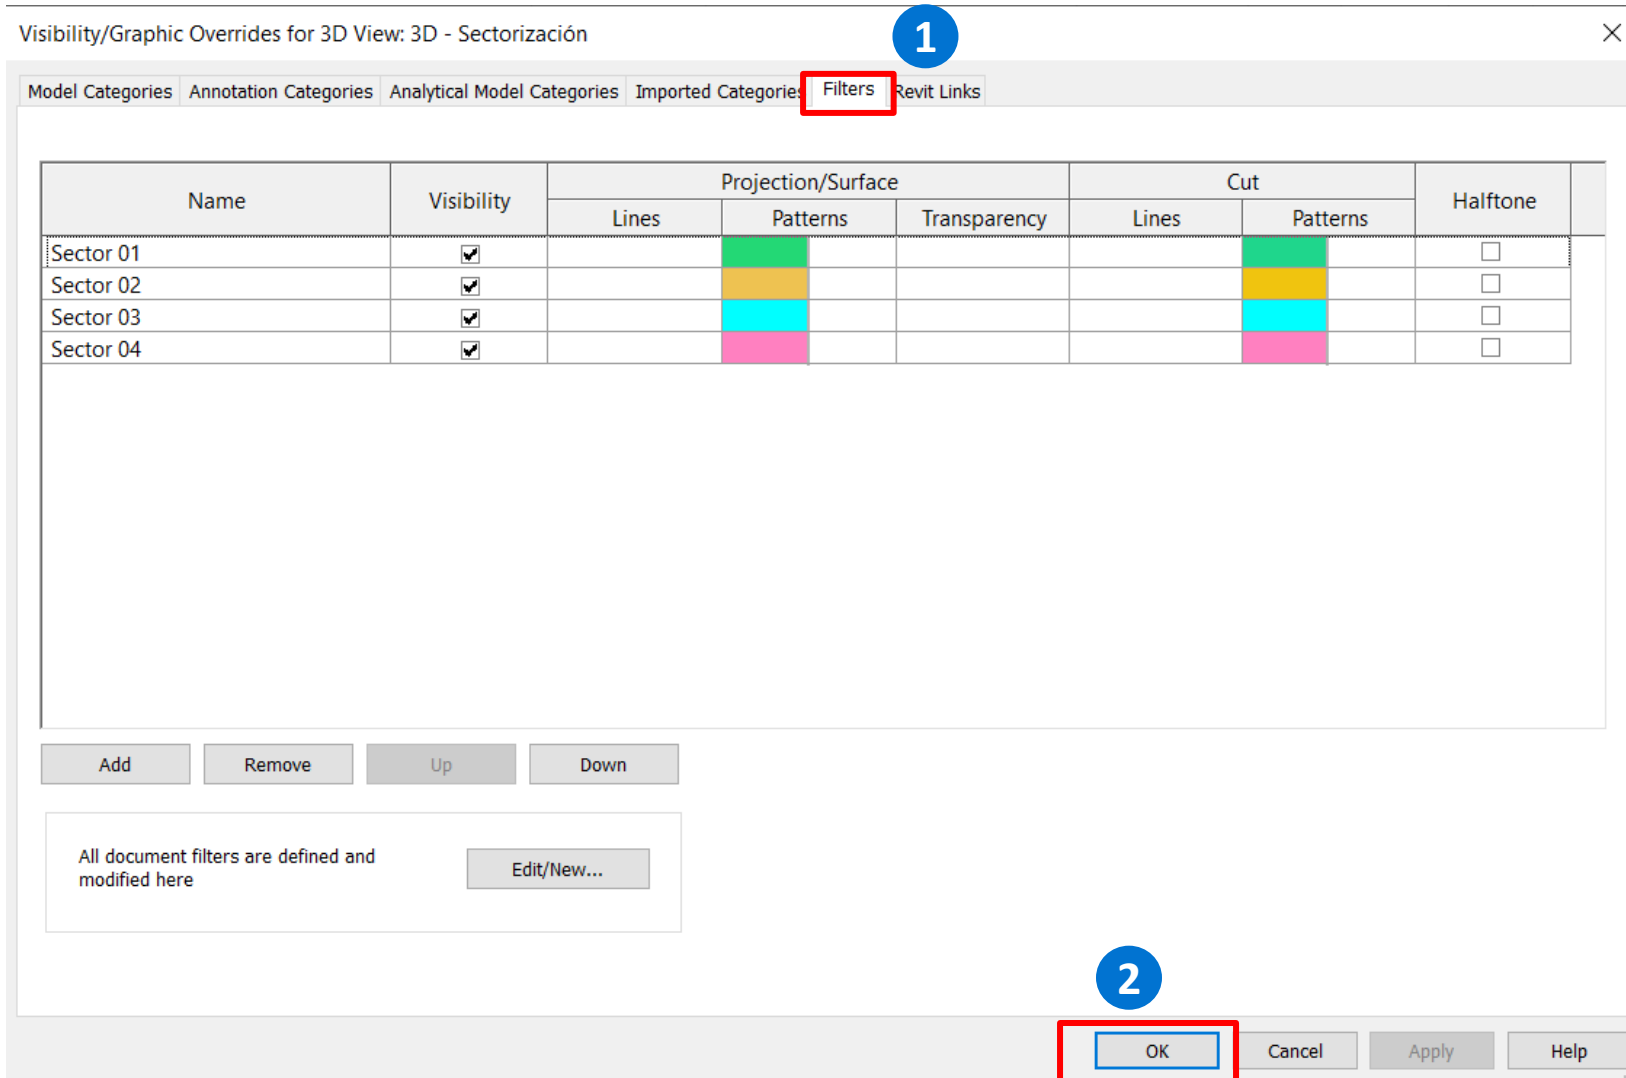 Visibility/Graphic Overrides for 3D View: 3D - Sectorización
1
Model Categories Annotation Categories Analytical Model Categories Imported Categories Filters Revit Links
Name Visibility Projection/Surface Cut Halftone
Lines Patterns Transparency Lines Patterns
Sector 01
Sector 02
Sector 03
Sector 04
Add Remove Up Down
All document filters are defined and
modified here
Edit/New...
2
OK Cancel Apply Help